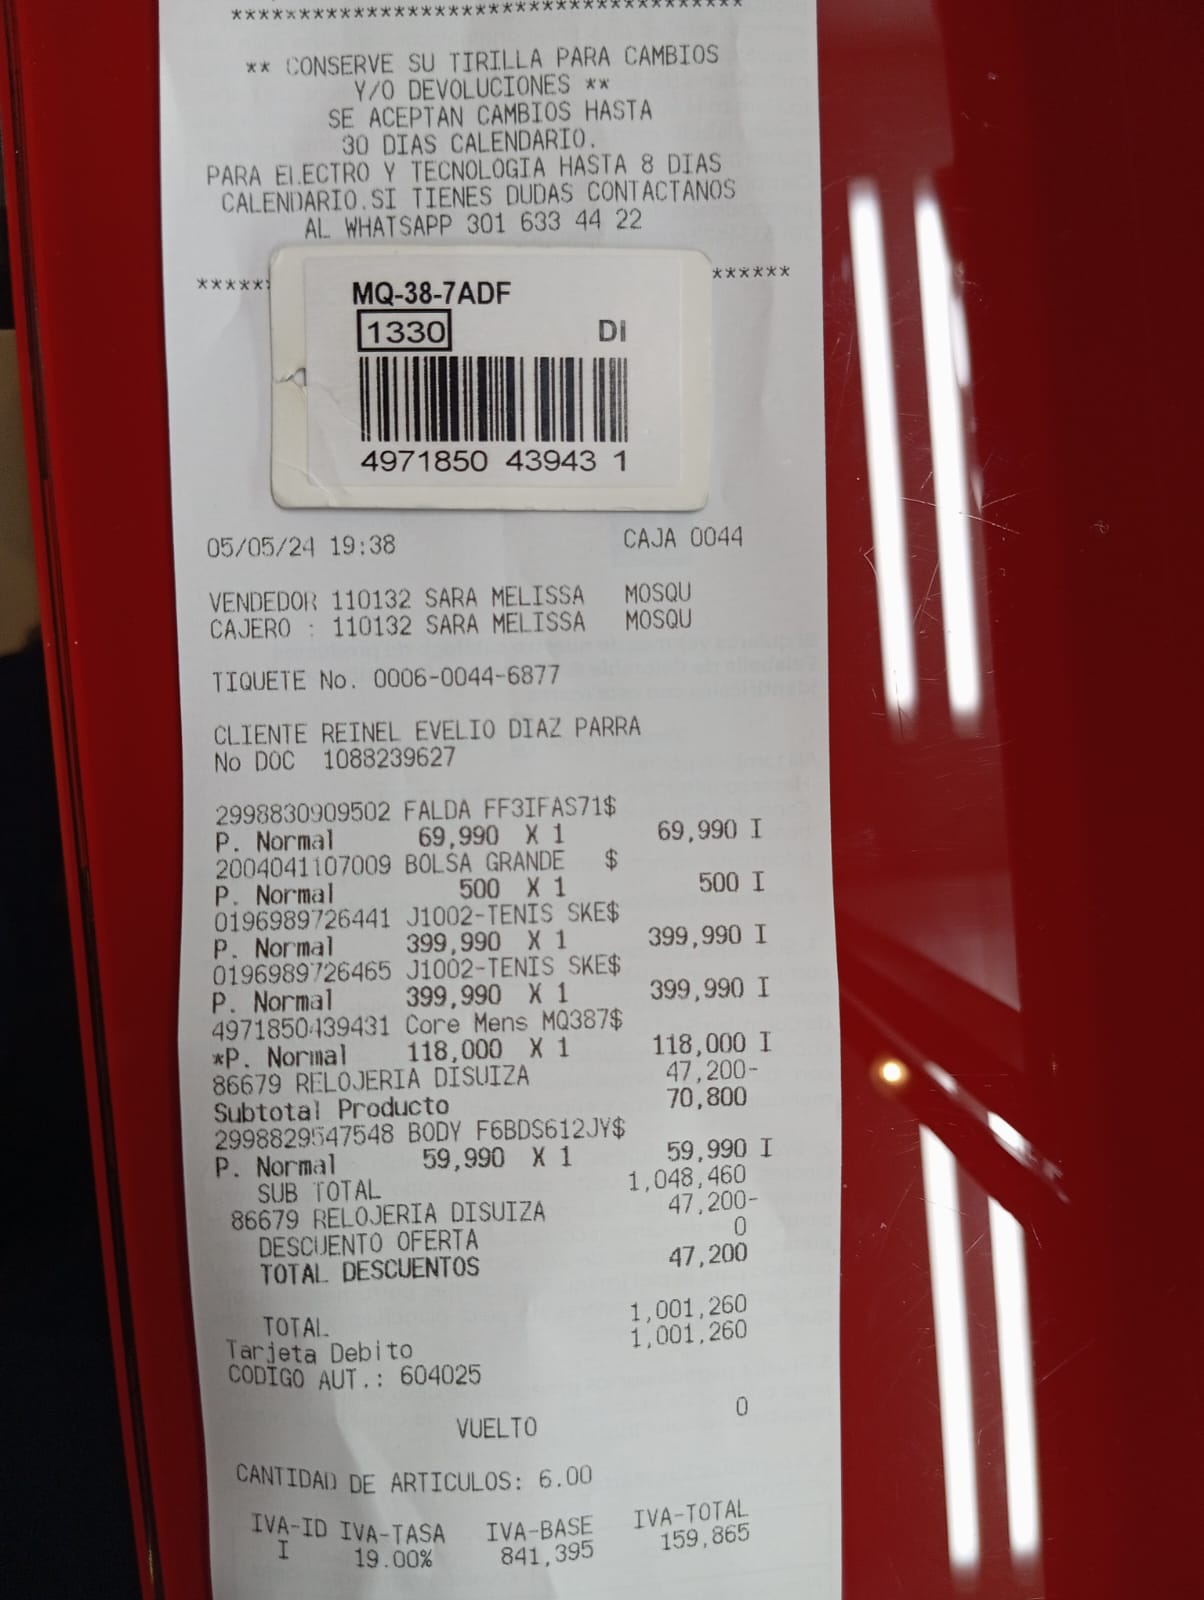 ************************************
** CONSERVE SU TIRILLA PARA CAMBIOS
Y/O DEVOLUCIONES **
SE ACEPTAN CAMBIOS HASTA
30 DIAS CALENDARIO.
PARA ELECTRO Y TECNOLOGIA HASTA 8 DIAS
CALENDARIO.SI TIENES DUDAS CONTACTANOS
AL WHATSAPP 301 633 44 22
***** ******
MQ-38-7ADF
1330 DI
4971850 43943 1
05/05/24 19:38 CAJA 0044
VENDEDOR 110132 SARA MELISSA MOSQU
CAJERO : 110132 SARA MELISSA MOSQU
TIQUETE No. 0006-0044-6877
CLIENTE REINEL EVELIO DIAZ PARRA
No DOC 1088239627
2998830909502 FALDA FF3IFAS71$
P. Normal 69,990 X 1 69,990 I
2004041107009 BOLSA GRANDE $
P. Normal 500 X 1 500 I
0196989726441 J1002-TENIS SKE$
P. Normal 399,990 X 1 399,990 I
0196989726465 J1002-TENIS SKE$
P. Normal 399,990 X 1 399,990 I
4971850439431 Core Mens MQ387$
*P. Normal 118,000 X 1 118,000 I
86679 RELOJERIA DISUIZA 47,200-
Subtotal Producto 70,800
2998829547548 BODY F6BDS612JY$
P. Normal 59,990 X 1 59,990 I
SUB TOTAL 1,048,460
86679 RELOJERIA DISUIZA 47,200-
DESCUENTO OFERTA 0
TOTAL DESCUENTOS 47,200
TOTAL 1,001,260
Tarjeta Debito 1,001,260
CODIGO AUT.: 604025
VUELTO 0
CANTIDAD DE ARTICULOS: 6.00
IVA-ID IVA-TASA IVA-BASE IVA-TOTAL
I 19.00% 841,395 159,865